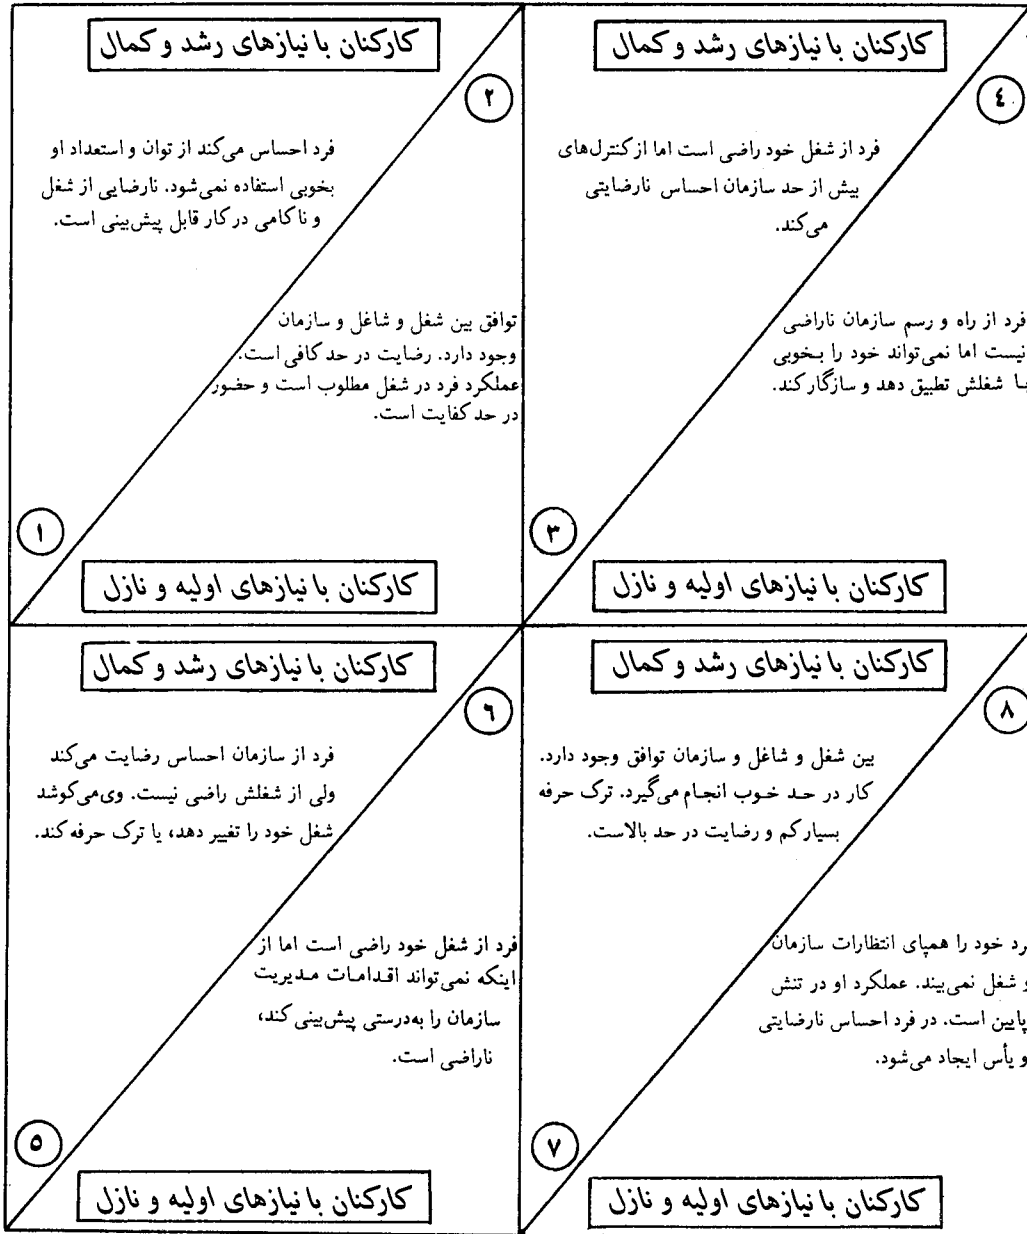 کارکنان با نیازهای رشد و کمال
۴
فرد از شغل خود راضی است اما از کنترل‌های
بیش از حد سازمان احساس نارضایتی
می‌کند.
فرد از راه و رسم سازمان ناراضی
نیست اما نمی‌تواند خود را بخوبی
با شغلش تطبیق دهد و سازگار کند.
۳
کارکنان با نیازهای اولیه و نازل
کارکنان با نیازهای رشد و کمال
۲
فرد احساس می‌کند از توان و استعداد او
بخوبی استفاده نمی‌شود. نارضایی از شغل
و ناکامی در کار قابل پیش‌بینی است.
توافق بین شغل و شاغل و سازمان
وجود دارد. رضایت در حد کافی است.
عملکرد فرد در شغل مطلوب است و حضور
در حد کفایت است.
۱
کارکنان با نیازهای اولیه و نازل
کارکنان با نیازهای رشد و کمال
۸
بین شغل و شاغل و سازمان توافق وجود دارد.
کار در حد خوب انجام می‌گیرد. ترک حرفه
بسیار کم و رضایت در حد بالاست.
رد خود را همپای انتظارات سازمان
و شغل نمی‌بیند. عملکرد او در تنش
پایین است. در فرد احساس نارضایتی
و یأس ایجاد می‌شود.
۷
کارکنان با نیازهای اولیه و نازل
کارکنان با نیازهای رشد و کمال
۶
فرد از سازمان احساس رضایت می‌کند
ولی از شغلش راضی نیست. وی می‌کوشد
شغل خود را تغییر دهد، یا ترک حرفه کند.
فرد از شغل خود راضی است اما از
اینکه نمی‌تواند اقدامات مدیریت
سازمان را به‌درستی پیش‌بینی کند،
ناراضی است.
۵
کارکنان با نیازهای اولیه و نازل